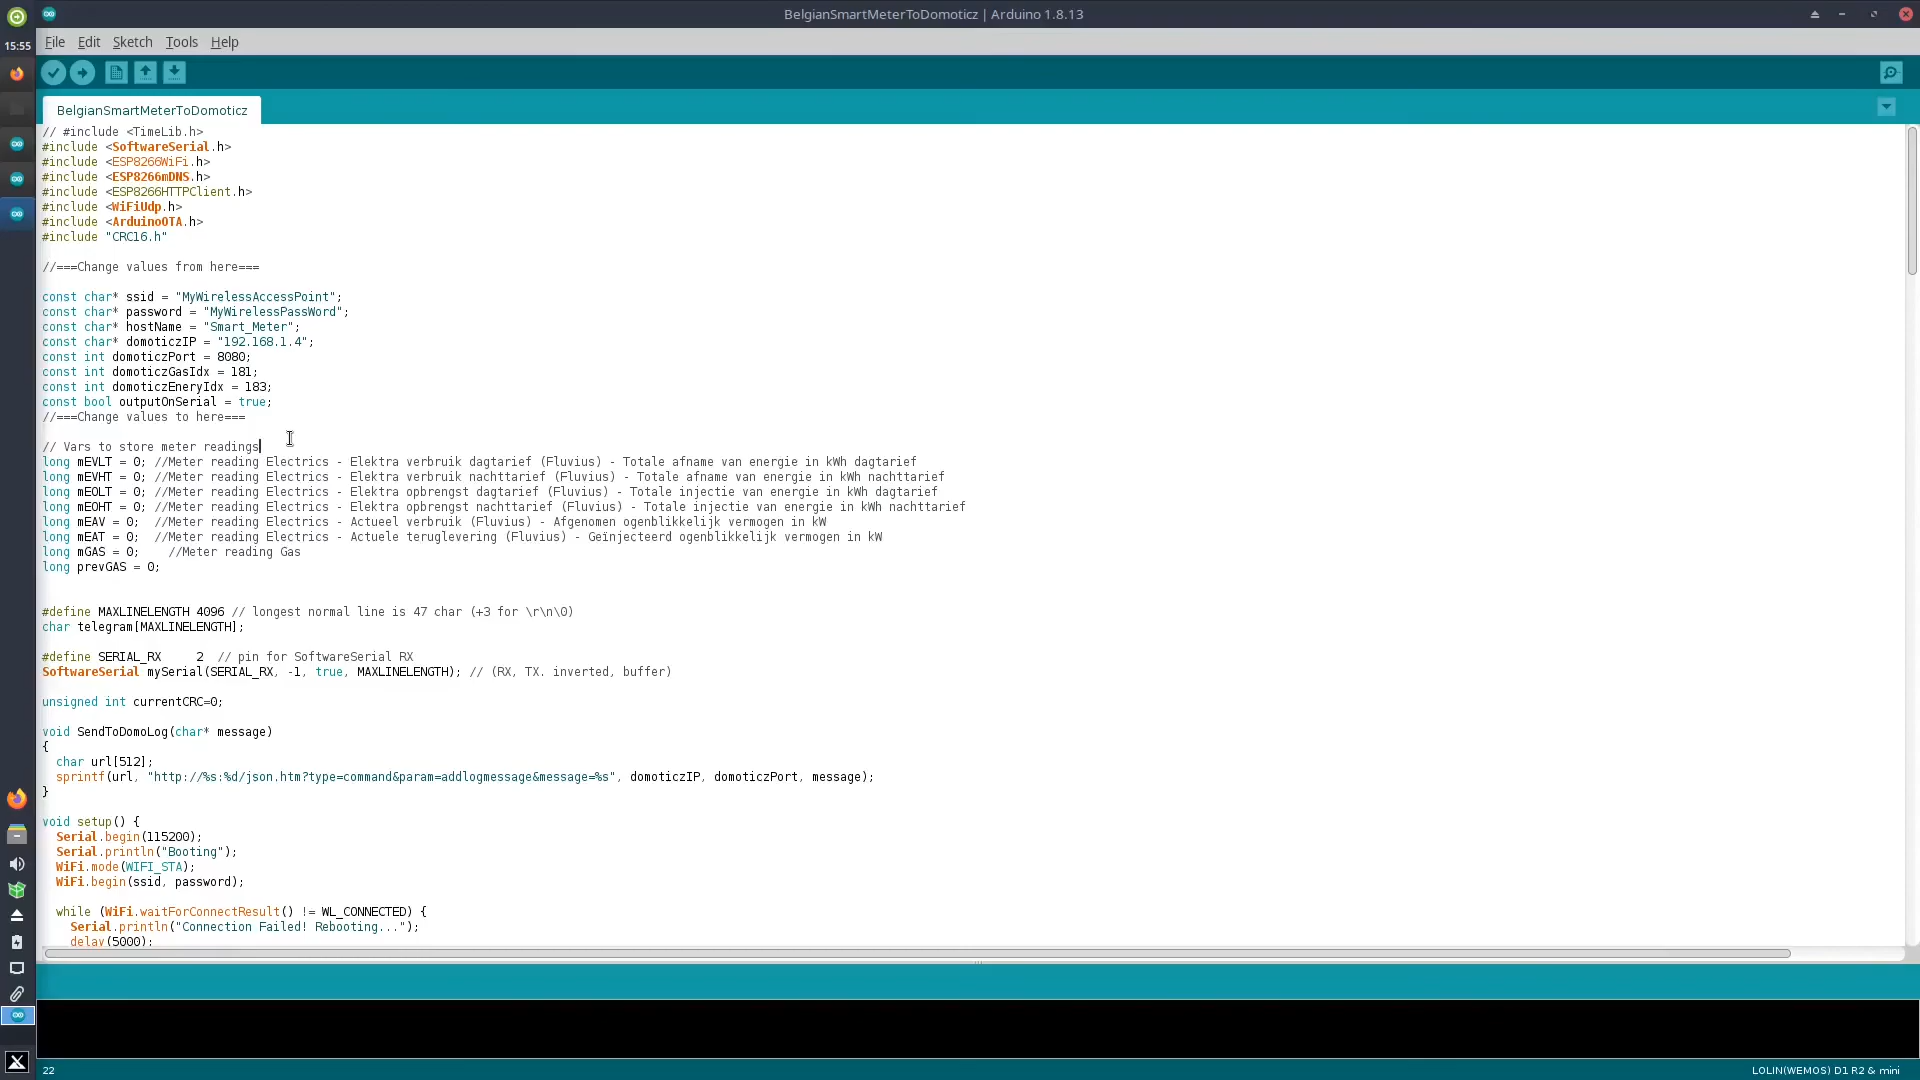 BelgianSmartMeterToDomoticz | Arduino 1.8.13
15:55
File Edit Sketch Tools Help
BelgianSmartMeterToDomoticz
// #include <TimeLib.h>
#include <SoftwareSerial.h>
#include <ESP8266WiFi.h>
#include <ESP8266mDNS.h>
#include <ESP8266HTTPClient.h>
#include <WiFiUdp.h>
#include <ArduinoOTA.h>
#include "CRC16.h"
//===Change values from here===
const char* ssid = "MyWirelessAccessPoint";
const char* password = "MyWirelessPassWord";
const char* hostName = "Smart_Meter";
const char* domoticzIP = "192.168.1.4";
const int domoticzPort = 8080;
const int domoticzGasIdx = 181;
const int domoticzEneryIdx = 183;
const bool outputOnSerial = true;
//===Change values to here===
// Vars to store meter readings
long mEVLT = 0; //Meter reading Electrics - Elektra verbruik dagtarief (Fluvius) - Totale afname van energie in kWh dagtarief
long mEVHT = 0; //Meter reading Electrics - Elektra verbruik nachttarief (Fluvius) - Totale afname van energie in kWh nachttarief
long mEOLT = 0; //Meter reading Electrics - Elektra opbrengst dagtarief (Fluvius) - Totale injectie van energie in kWh dagtarief
long mEOHT = 0; //Meter reading Electrics - Elektra opbrengst nachttarief (Fluvius) - Totale injectie van energie in kWh nachttarief
long mEAV = 0;  //Meter reading Electrics - Actueel verbruik (Fluvius) - Afgenomen ogenblikkelijk vermogen in kW
long mEAT = 0;  //Meter reading Electrics - Actuele teruglevering (Fluvius) - Geïnjecteerd ogenblikkelijk vermogen in kW
long mGAS = 0;    //Meter reading Gas
long prevGAS = 0;
#define MAXLINELENGTH 4096 // longest normal line is 47 char (+3 for \r\n\0)
char telegram[MAXLINELENGTH];
#define SERIAL_RX     2  // pin for SoftwareSerial RX
SoftwareSerial mySerial(SERIAL_RX, -1, true, MAXLINELENGTH); // (RX, TX. inverted, buffer)
unsigned int currentCRC=0;
void SendToDomoLog(char* message)
{
  char url[512];
  sprintf(url, "http://%s:%d/json.htm?type=command&param=addlogmessage&message=%s", domoticzIP, domoticzPort, message);
}
void setup() {
  Serial.begin(115200);
  Serial.println("Booting");
  WiFi.mode(WIFI_STA);
  WiFi.begin(ssid, password);
  while (WiFi.waitForConnectResult() != WL_CONNECTED) {
    Serial.println("Connection Failed! Rebooting...");
    delay(5000);
22
LOLIN(WEMOS) D1 R2 & mini